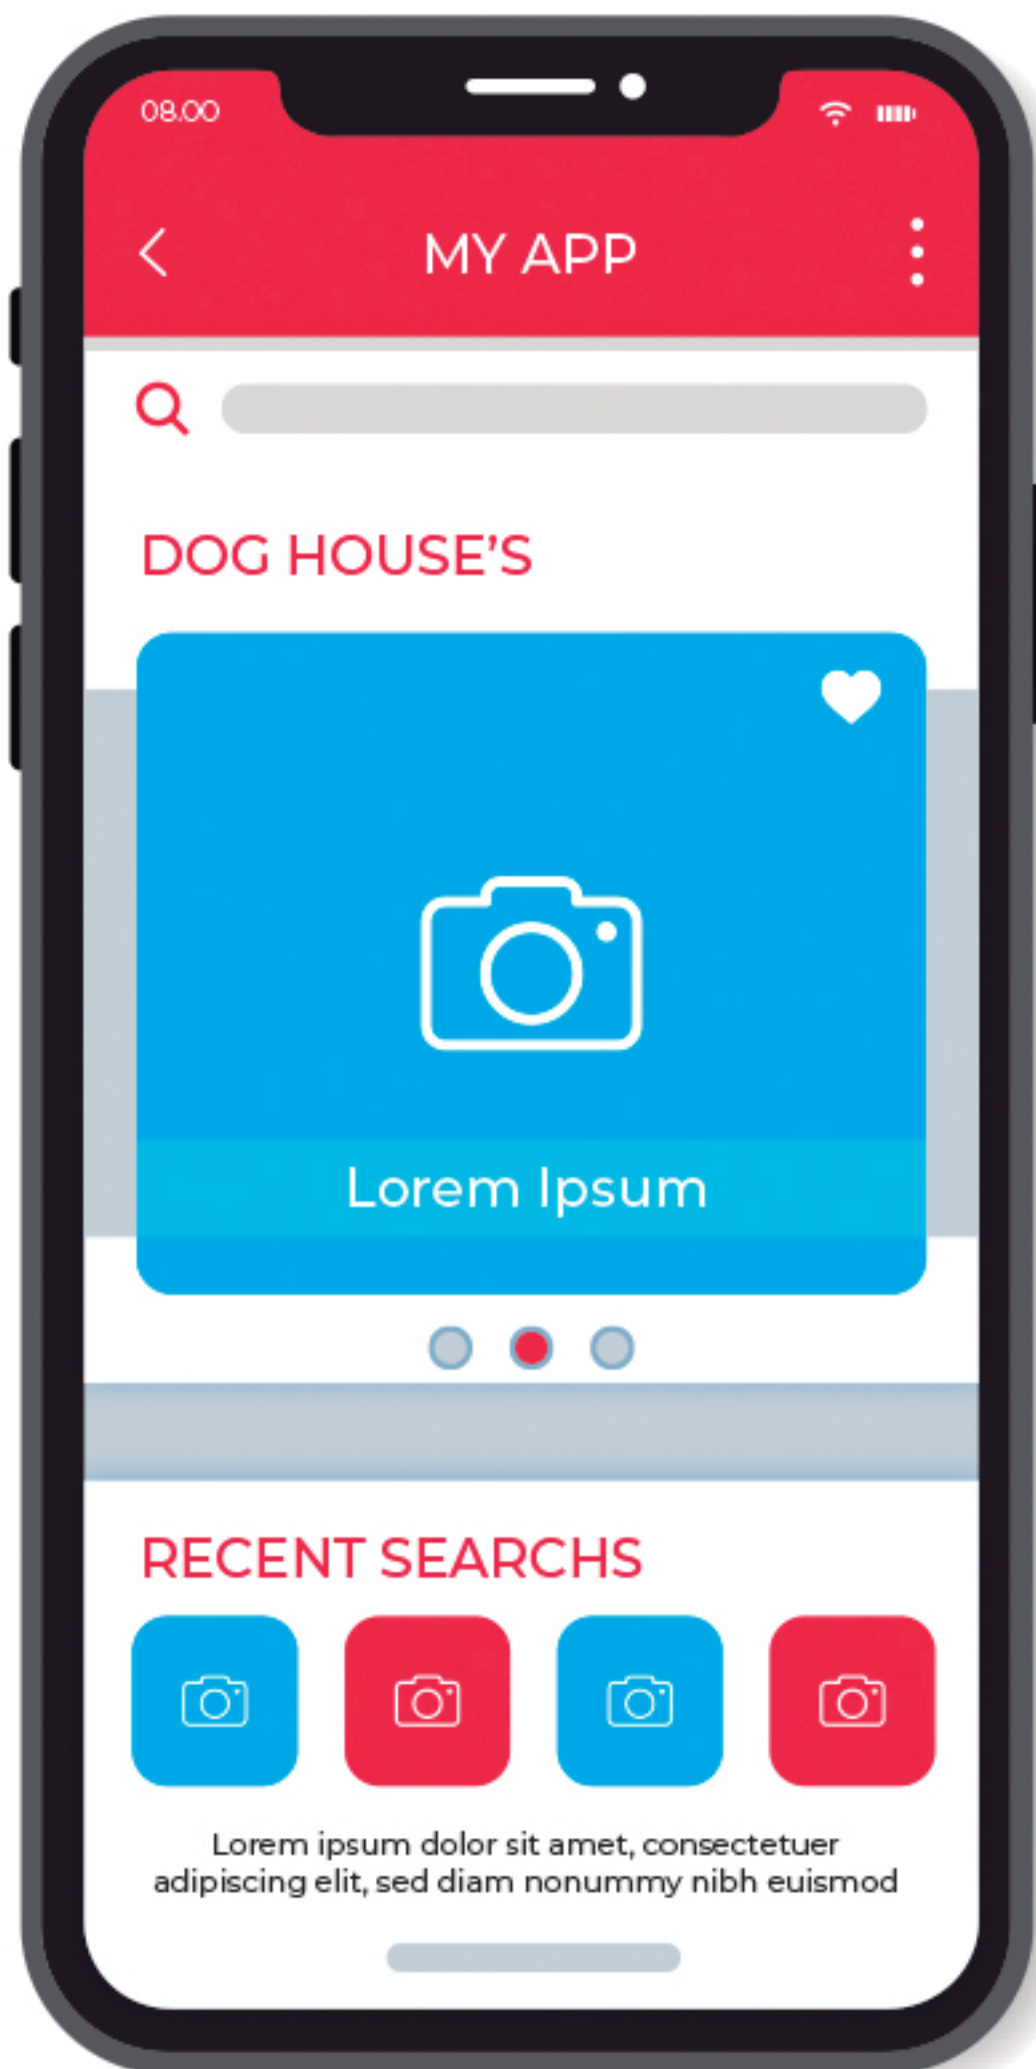 08.00
MY APP
DOG HOUSE’S
Lorem Ipsum
RECENT SEARCHS
Lorem ipsum dolor sit amet, consectetuer
adipiscing elit, sed diam nonummy nibh euismod